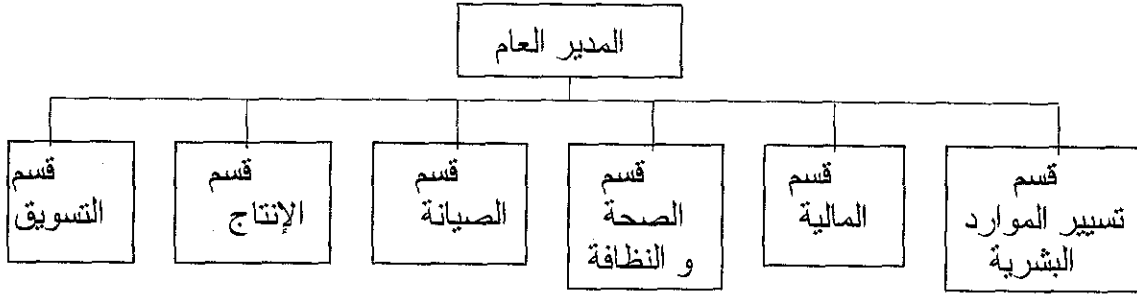 المدير العام
قسم
تسيير الموارد
البشرية
قسم
المالية
قسم
الصحة
و النظافة
قسم
الصيانة
قسم
الإنتاج
قسم
التسويق